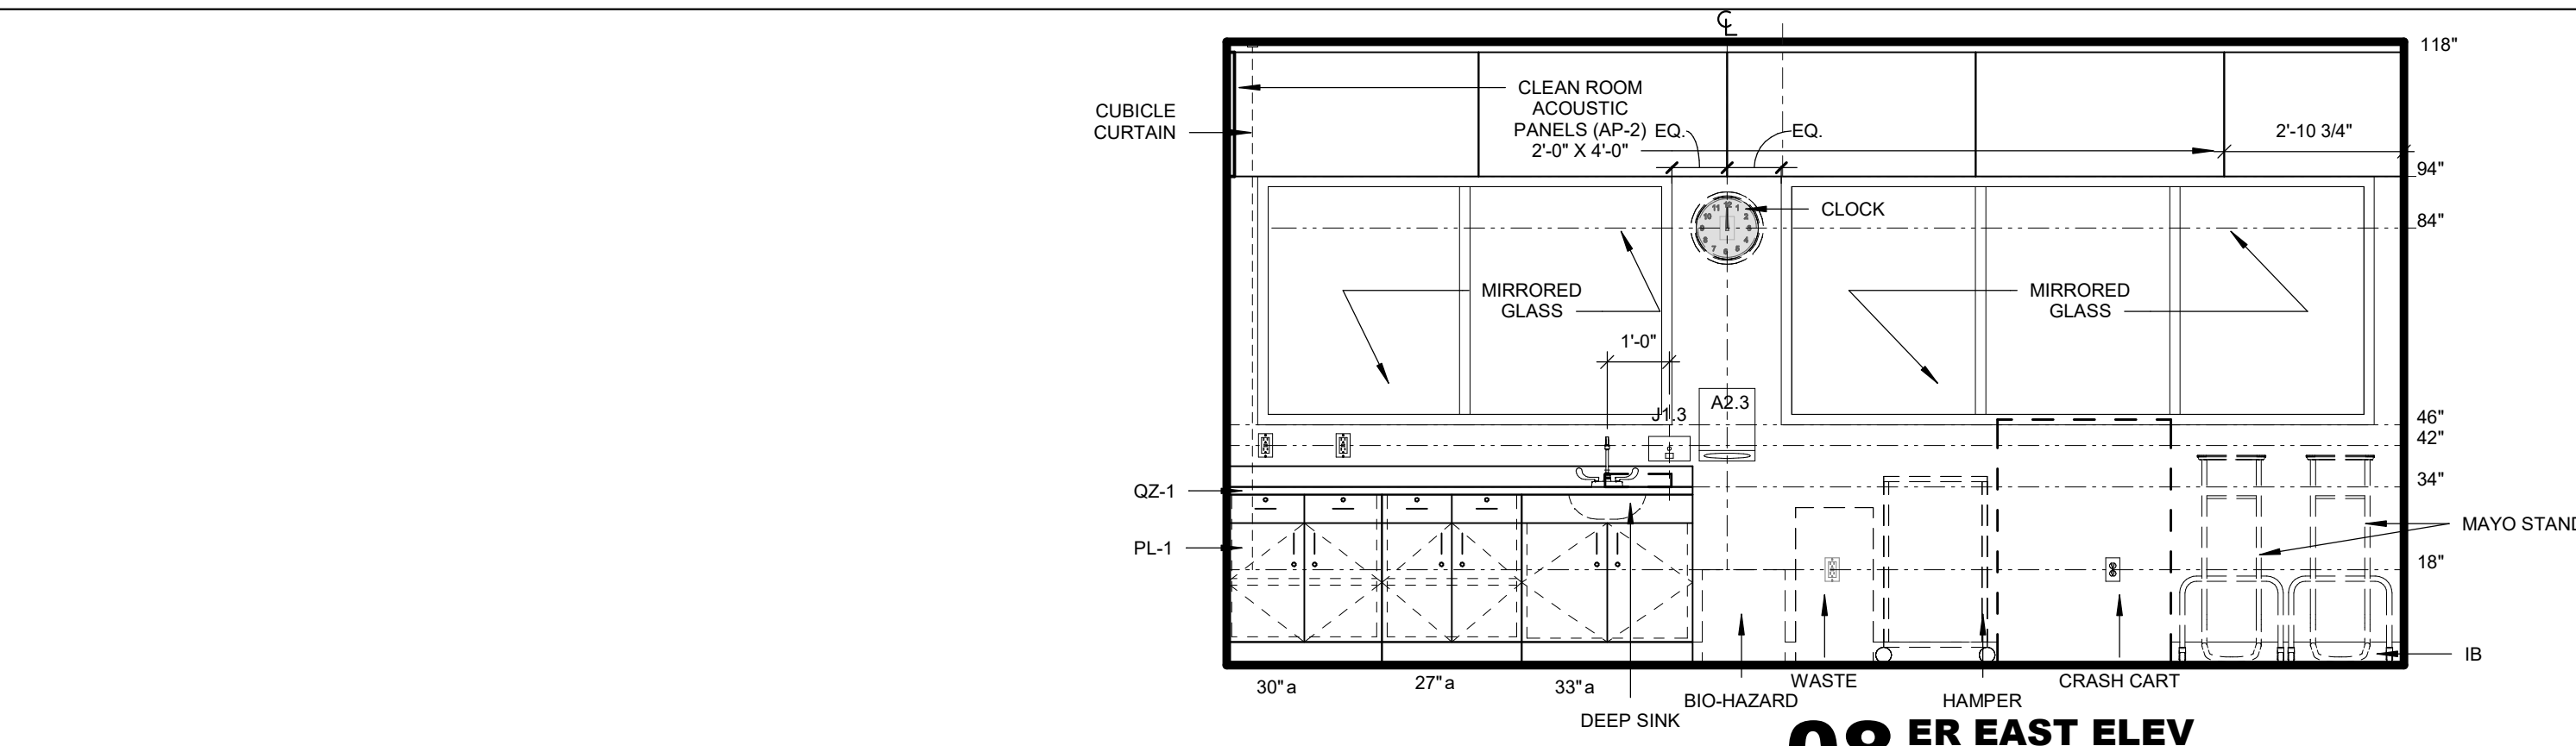 ℄
118"
CUBICLE
CURTAIN
CLEAN ROOM
ACOUSTIC
PANELS (AP-2)
2'-0" X 4'-0"
EQ.
EQ.
2'-10 3/4"
94"
CLOCK
84"
MIRRORED
GLASS
MIRRORED
GLASS
1'-0"
J1.3
A2.3
46"
42"
QZ-1
34"
MAYO STAND
PL-1
18"
IB
30"a
27"a
33"a
DEEP SINK
BIO-HAZARD
WASTE
HAMPER
CRASH CART
08
ER EAST ELEV